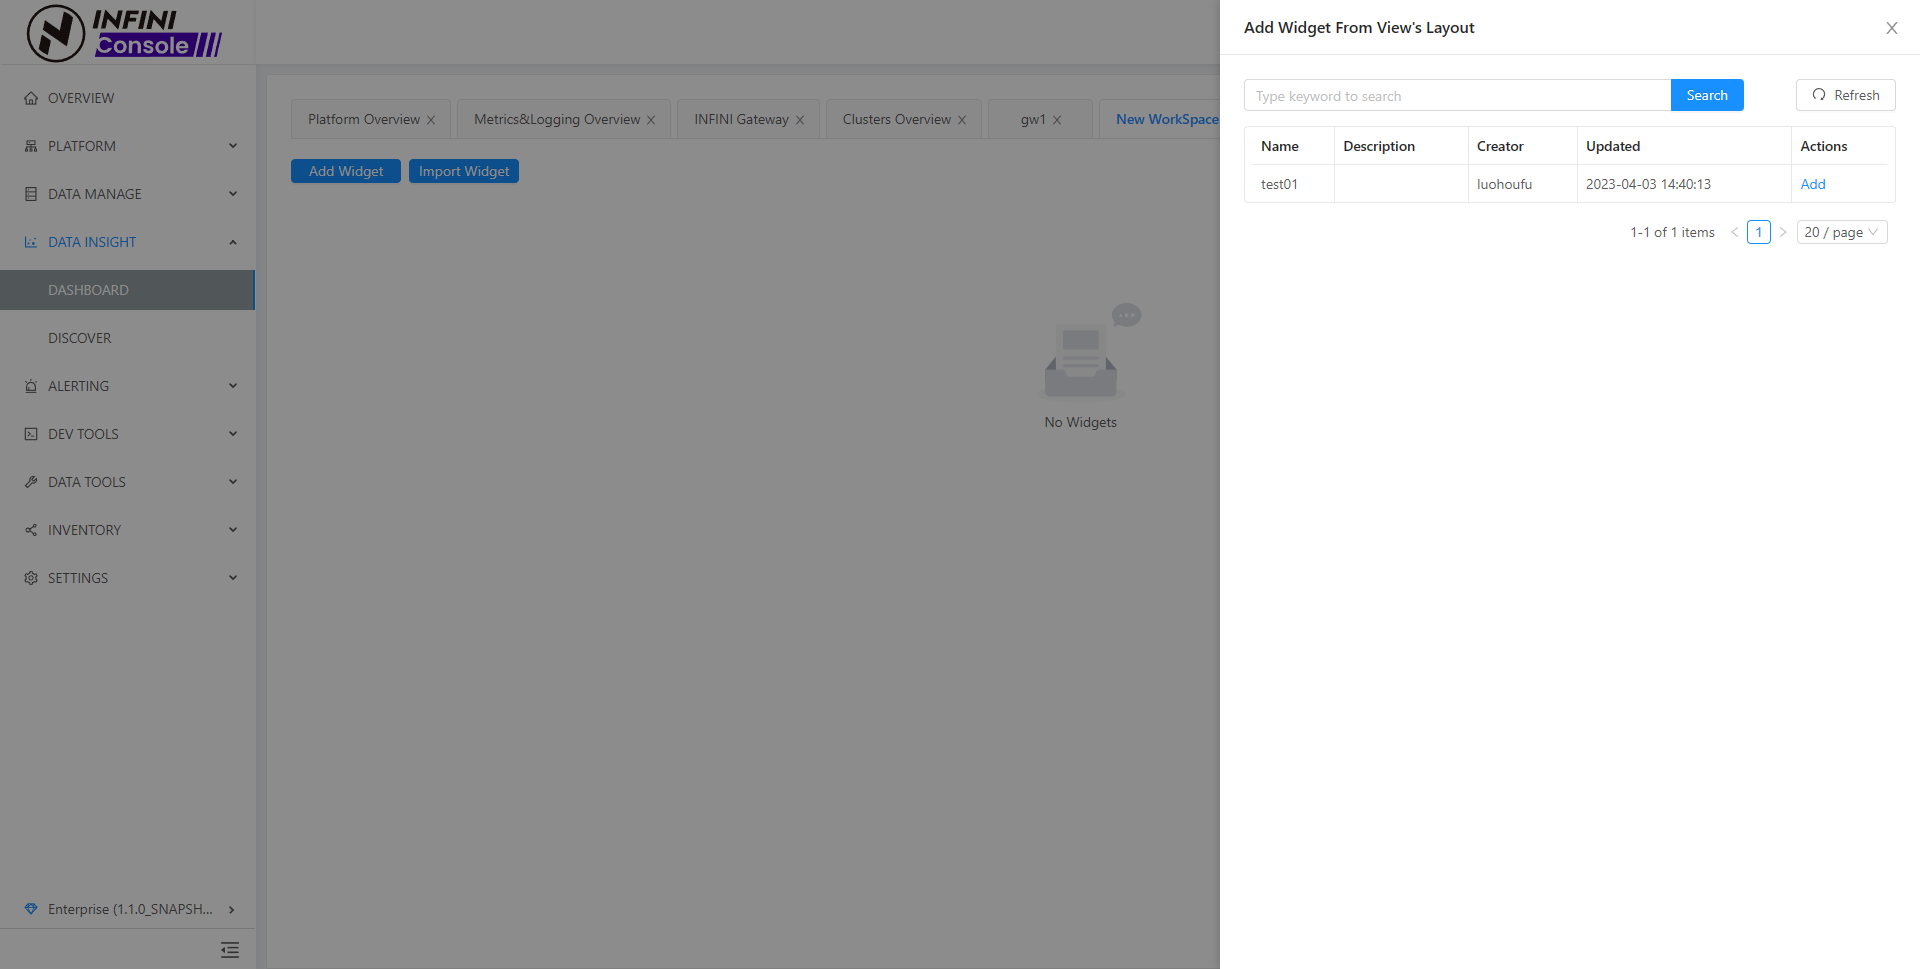 INFINI
Console
OVERVIEW
PLATFORM
DATA MANAGE
DATA INSIGHT
DASHBOARD
DISCOVER
ALERTING
DEV TOOLS
DATA TOOLS
INVENTORY
SETTINGS
Enterprise (1.1.0_SNAPSH...
Platform Overview
Metrics&Logging Overview
INFINI Gateway
Clusters Overview
gw1
New WorkSpace
Add Widget
Import Widget
No Widgets
Add Widget From View's Layout
Type keyword to search
Search
Refresh
Name Description Creator Updated Actions
test01 luohoufu 2023-04-03 14:40:13 Add
1-1 of 1 items < 1 > 20 / page